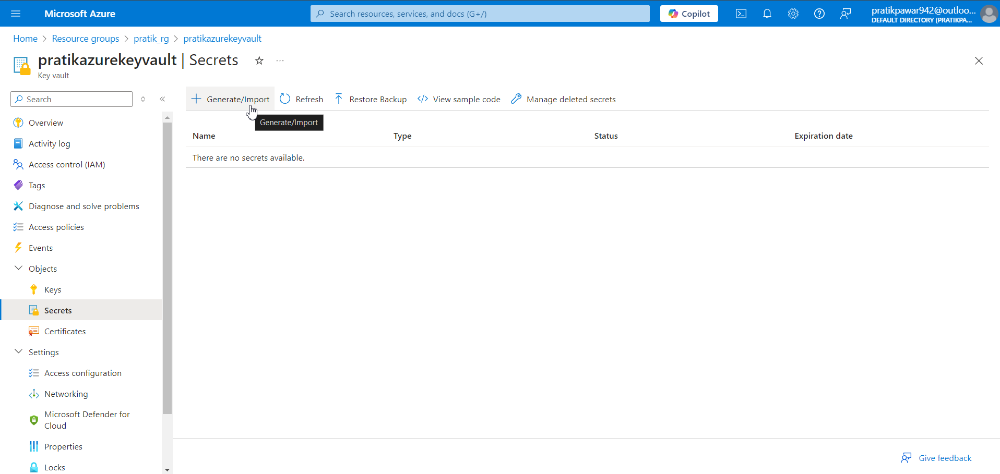 Microsoft Azure
Search resources, services, and docs (G+/)
Copilot
pratikpawar942@outloo...
DEFAULT DIRECTORY (PRATIKPA...
Home > Resource groups > pratik_rg > pratikazurekeyvault
pratikazurekeyvault | Secrets
Key vault
Search
Generate/Import
Refresh
Restore Backup
View sample code
Manage deleted secrets
Generate/Import
Overview
Activity log
Access control (IAM)
Tags
Diagnose and solve problems
Access policies
Events
Objects
Keys
Secrets
Certificates
Settings
Access configuration
Networking
Microsoft Defender for
Cloud
Properties
Locks
Name Type Status Expiration date
There are no secrets available.
Give feedback